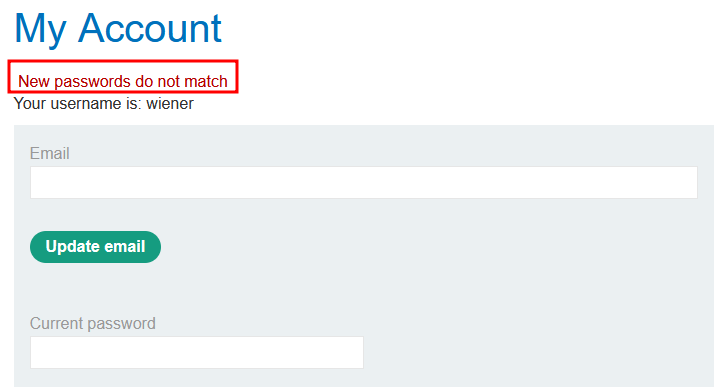 My Account
New passwords do not match
Your username is: wiener
Email
Update email
Current password